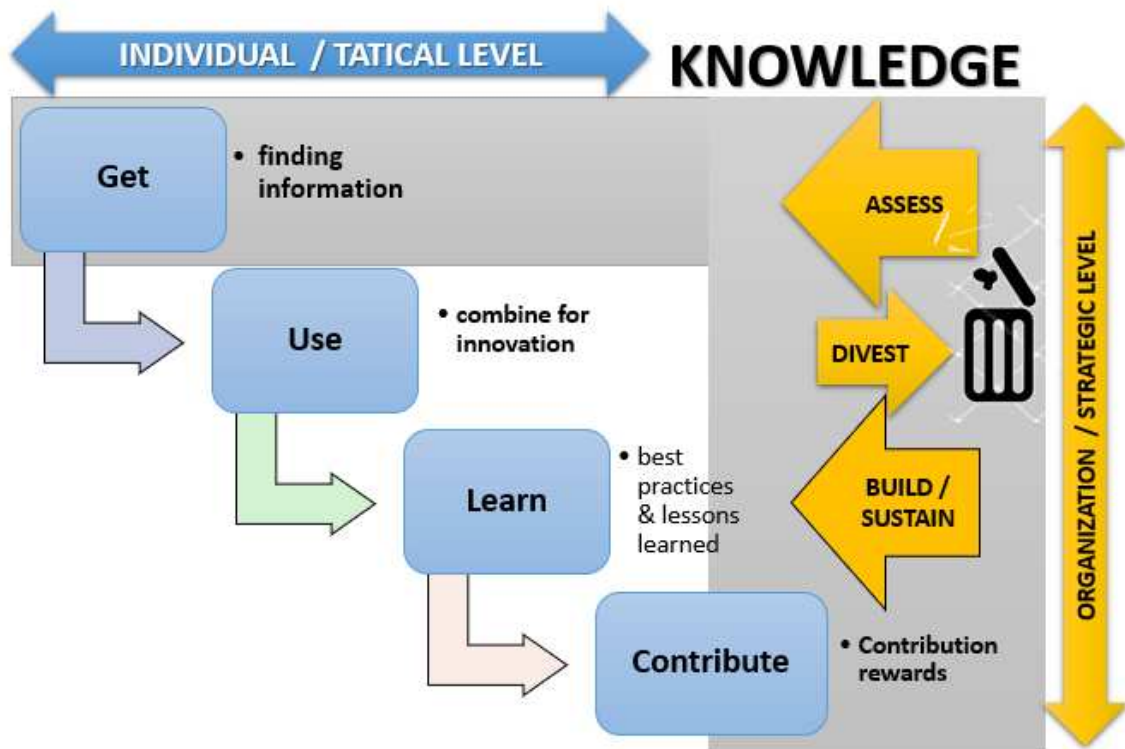 INDIVIDUAL / TATICAL LEVEL
KNOWLEDGE
Get
• finding
information
ASSESS
Use
• combine for
innovation
DIVEST
Learn
• best
practices
& lessons
learned
BUILD /
SUSTAIN
Contribute
• Contribution
rewards
ORGANIZATION / STRATEGIC LEVEL